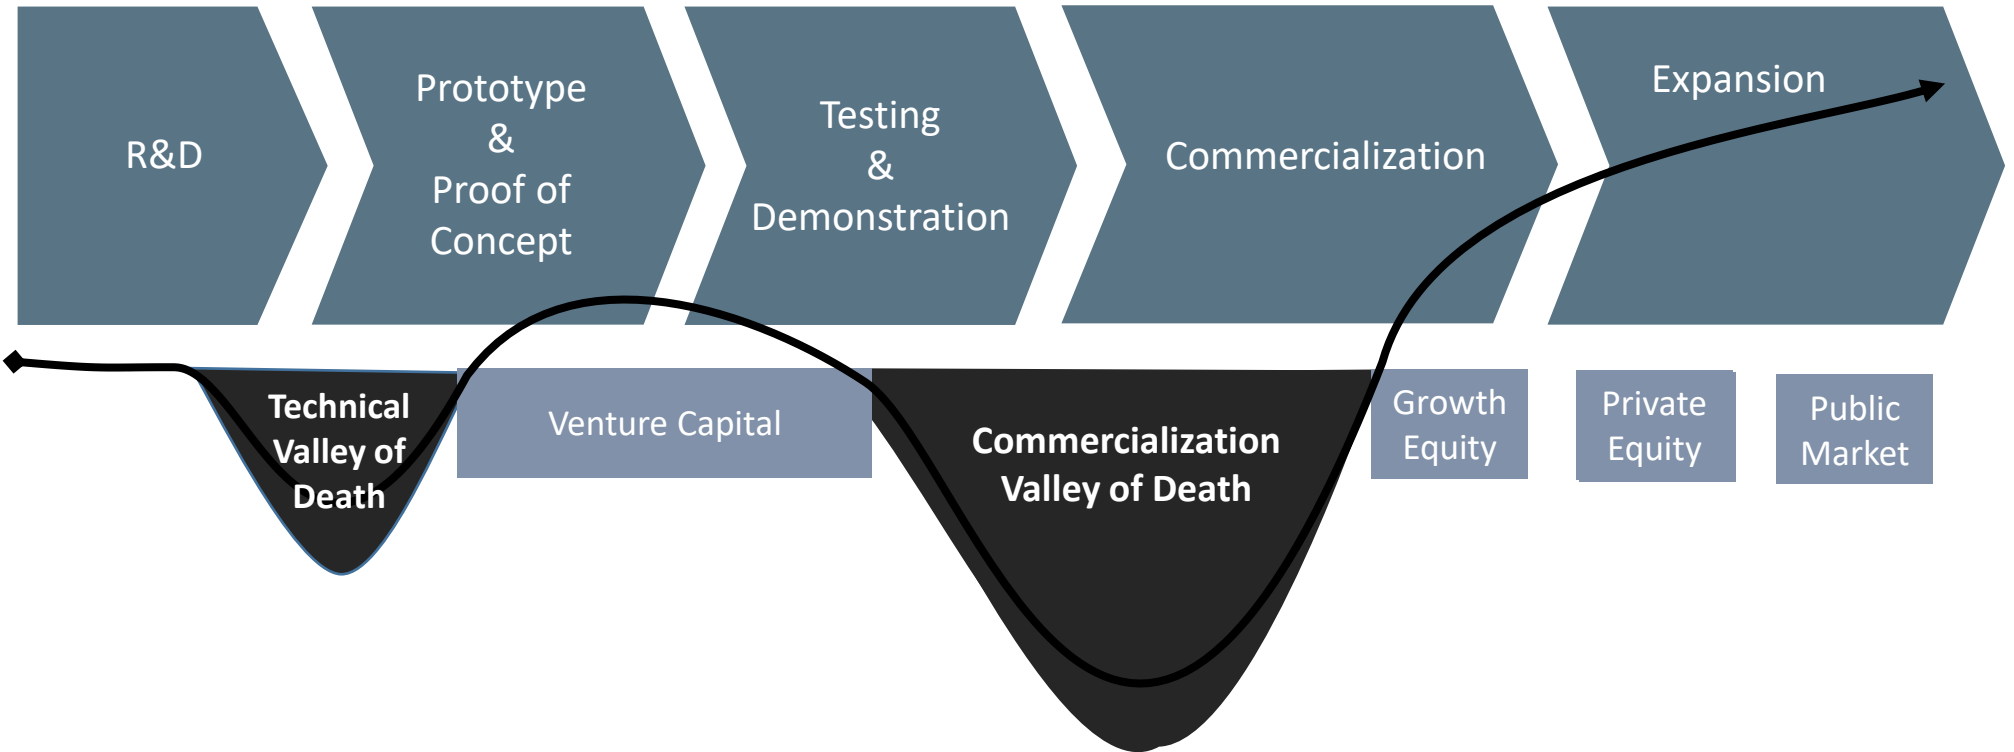 R&D
Prototype
&
Proof of
Concept
Testing
&
Demonstration
Commercialization
Expansion
Technical
Valley of
Death
Venture Capital
Commercialization
Valley of Death
Growth
Equity
Private
Equity
Public
Market